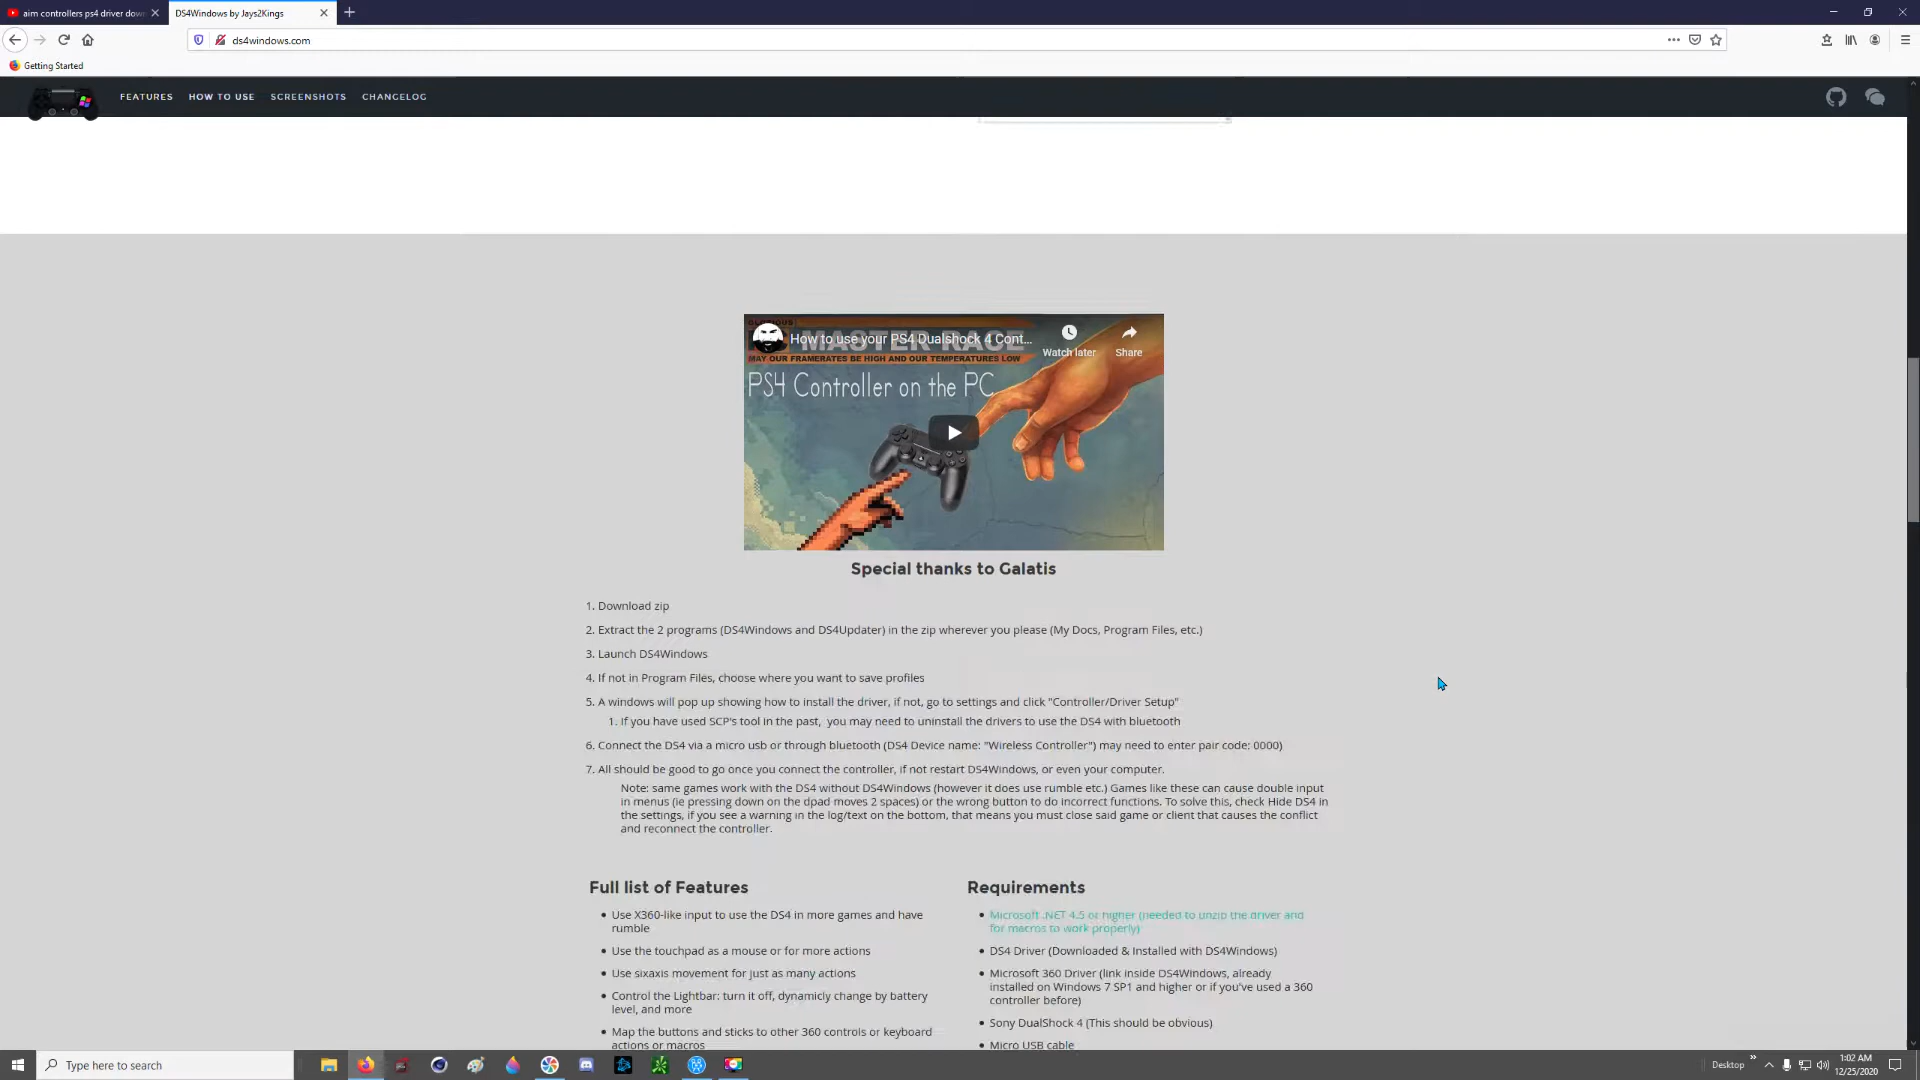 aim controllers ps4 driver dow
DS4Windows by Jays2Kings
ds4windows.com
Getting Started
FEATURES HOW TO USE SCREENSHOTS CHANGELOG
MASTER RACE
How to use your PS4 Dualshock 4 Cont...
Watch later
Share
MAY OUR FRAMERATES BE HIGH AND OUR TEMPERATURES LOW
PS4 Controller on the PC
Special thanks to Galatis
1. Download zip
2. Extract the 2 programs (DS4Windows and DS4Updater) in the zip wherever you please (My Docs, Program Files, etc.)
3. Launch DS4Windows
4. If not in Program Files, choose where you want to save profiles
5. A windows will pop up showing how to install the driver, if not, go to settings and click "Controller/Driver Setup"
1. If you have used SCP's tool in the past, you may need to uninstall the drivers to use the DS4 with bluetooth
6. Connect the DS4 via a micro usb or through bluetooth (DS4 Device name: "Wireless Controller") may need to enter pair code: 0000)
7. All should be good to go once you connect the controller, if not restart DS4Windows, or even your computer.
Note: same games work with the DS4 without DS4Windows (however it does use rumble etc.) Games like these can cause double input
in menus (ie pressing down on the dpad moves 2 spaces) or the wrong button to do incorrect functions. To solve this, check Hide DS4 in
the settings, if you see a warning in the log/text on the bottom, that means you must close said game or client that causes the conflict
and reconnect the controller.
Full list of Features
Use X360-like input to use the DS4 in more games and have
rumble
Use the touchpad as a mouse or for more actions
Use sixaxis movement for just as many actions
Control the Lightbar: turn it off, dynamicly change by battery
level, and more
Map the buttons and sticks to other 360 controls or keyboard
actions or macros
Requirements
Microsoft .NET 4.5 or higher (needed to unzip the driver and
for macros to work properly)
DS4 Driver (Downloaded & Installed with DS4Windows)
Microsoft 360 Driver (link inside DS4Windows, already
installed on Windows 7 SP1 and higher or if you've used a 360
controller before)
Sony DualShock 4 (This should be obvious)
Micro USB cable
Type here to search
Desktop
1:02 AM
12/25/2020